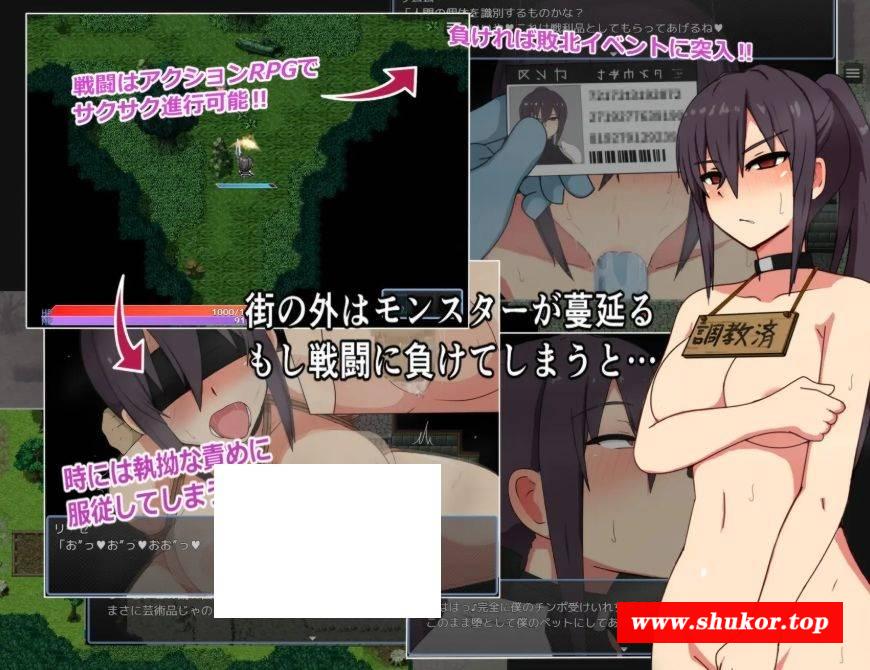 「人間の個体を識別するものかな？
これは戦利品としてもらってあげるね♥
負ければ敗北イベントに突入!!
戦闘はアクションRPGで
サクサク進行可能!!
1000/1
街の外はモンスターが蔓延る
もし戦闘に負けてしまうと…
調教済
時には執拗な責めに
服従してしまう
「お"っ♥お"っ♥おお"っ♥
まさに芸術品じゃの
完全に僕のチンポ受けいれ
このまま堕として僕のペットにしてあ
www.shukor.top